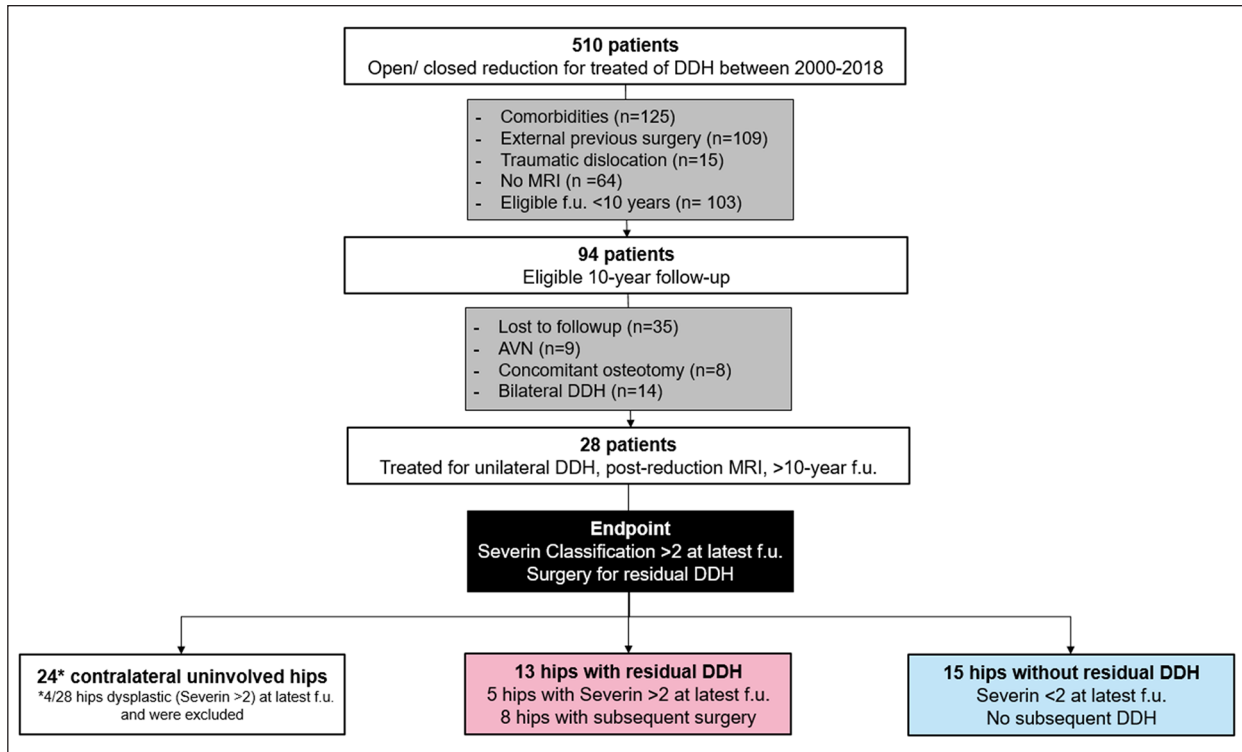 510 patients
Open/ closed reduction for treated of DDH between 2000-2018
- Comorbidities (n=125)
- External previous surgery (n=109)
- Traumatic dislocation (n=15)
- No MRI (n =64)
- Eligible f.u. <10 years (n= 103)
94 patients
Eligible 10-year follow-up
- Lost to followup (n=35)
- AVN (n=9)
- Concomitant osteotomy (n=8)
- Bilateral DDH (n=14)
28 patients
Treated for unilateral DDH, post-reduction MRI, >10-year f.u.
Endpoint
Severin Classification >2 at latest f.u.
Surgery for residual DDH
24* contralateral uninvolved hips
*4/28 hips dysplastic (Severin >2) at latest f.u.
and were excluded
13 hips with residual DDH
5 hips with Severin >2 at latest f.u.
8 hips with subsequent surgery
15 hips without residual DDH
Severin <2 at latest f.u.
No subsequent DDH